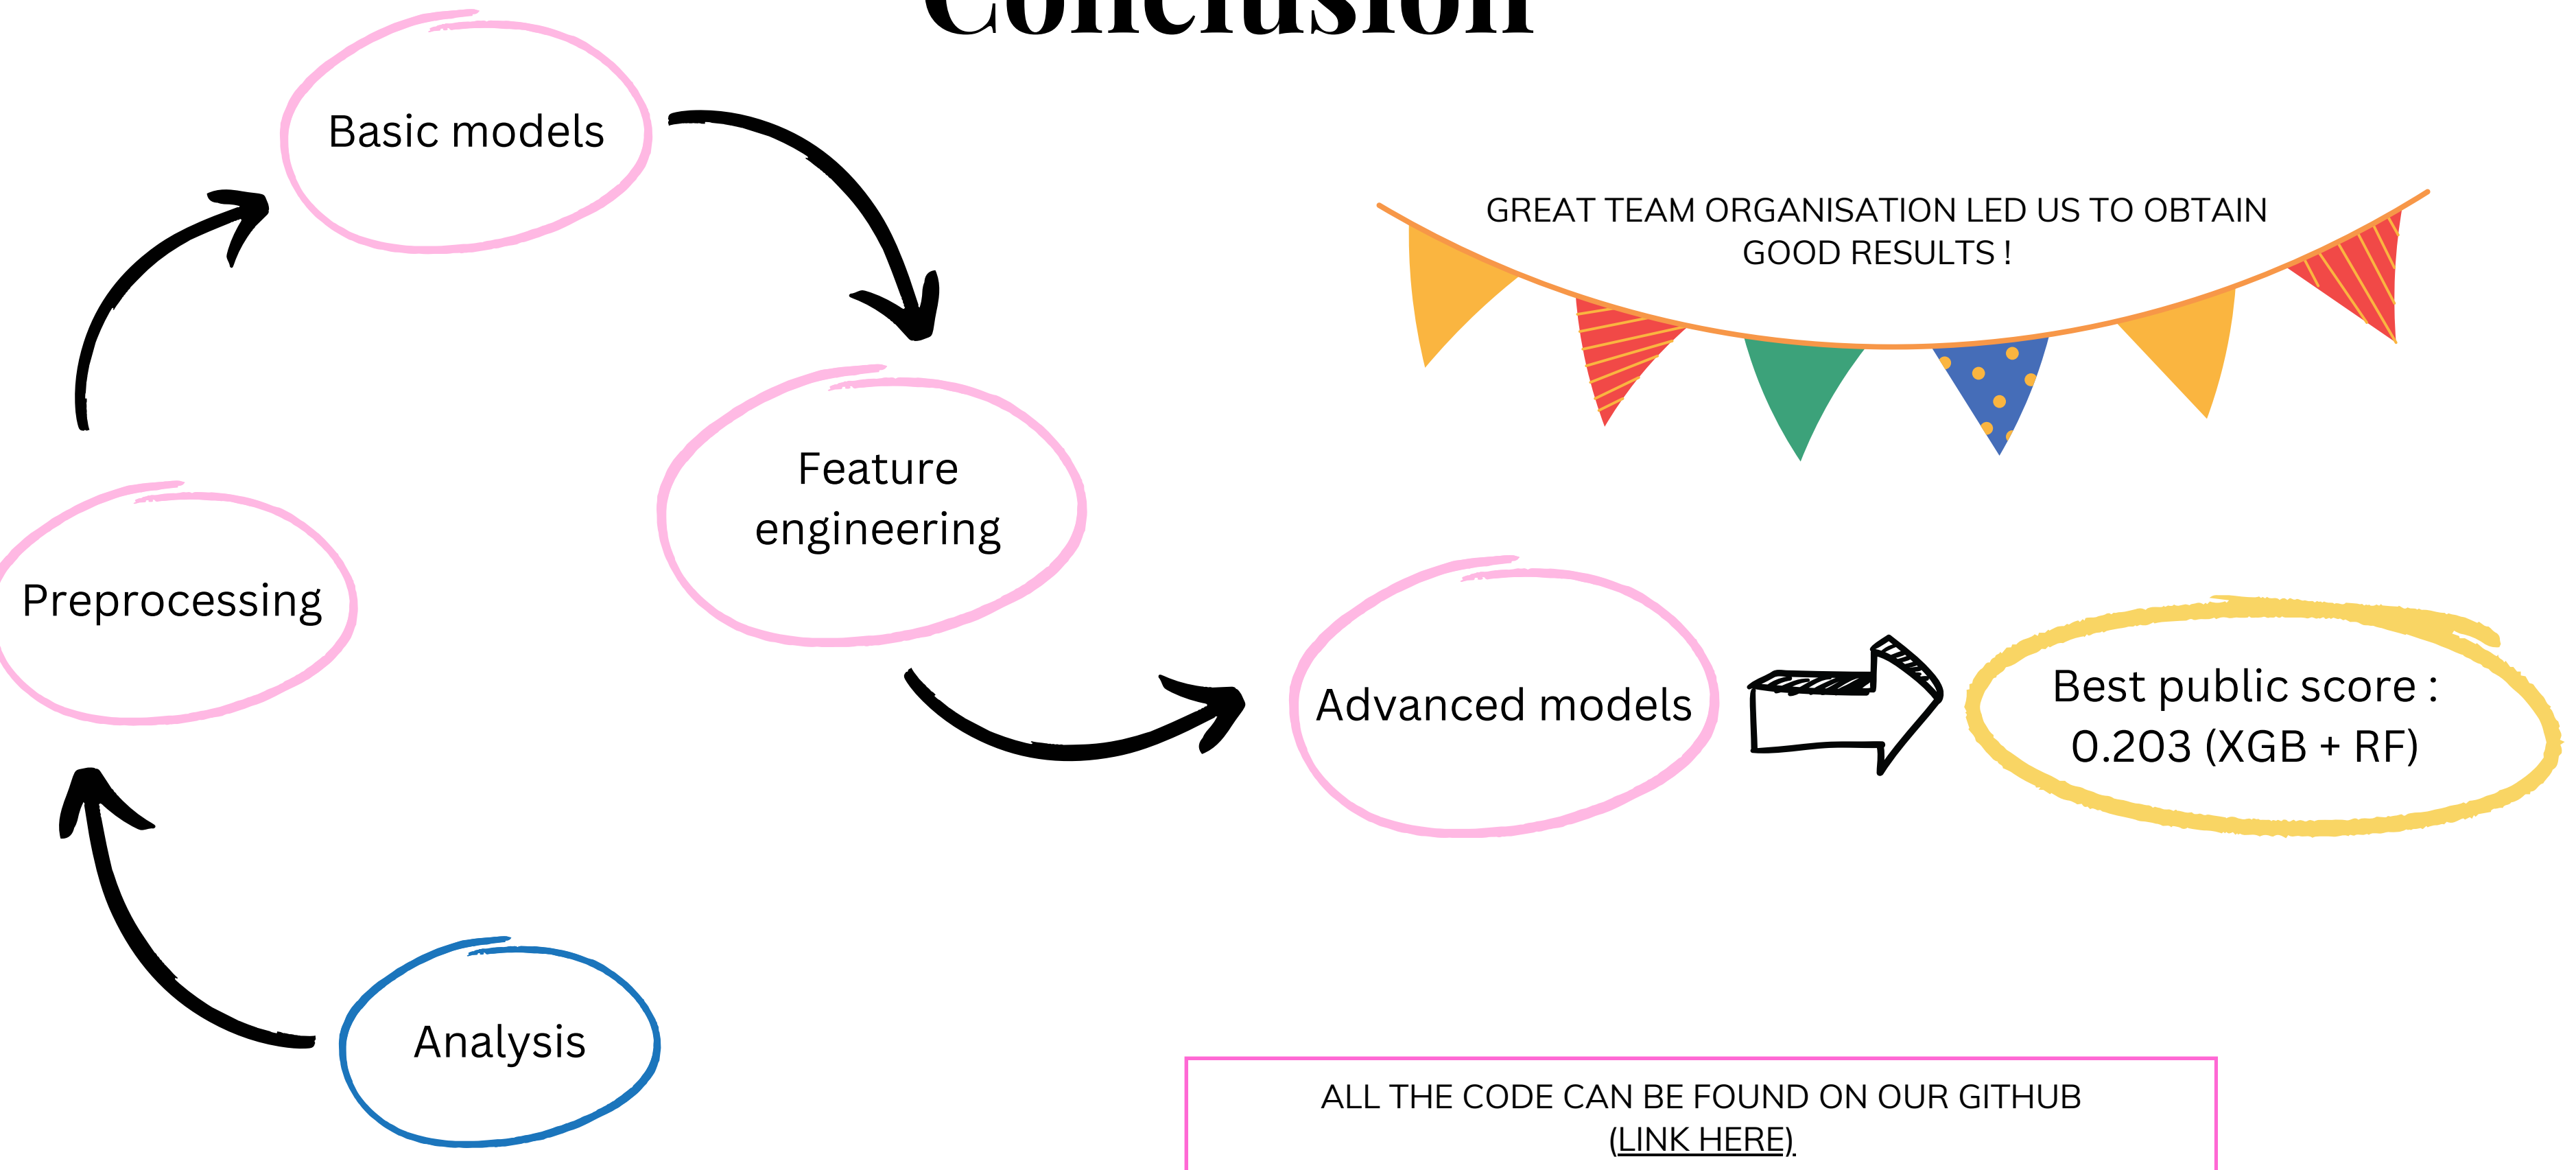 Conclusion
Basic models
GREAT TEAM ORGANISATION LED US TO OBTAIN
GOOD RESULTS !
Feature
engineering
Preprocessing
Advanced models
Best public score :
0.203 (XGB + RF)
Analysis
ALL THE CODE CAN BE FOUND ON OUR GITHUB
(LINK HERE)